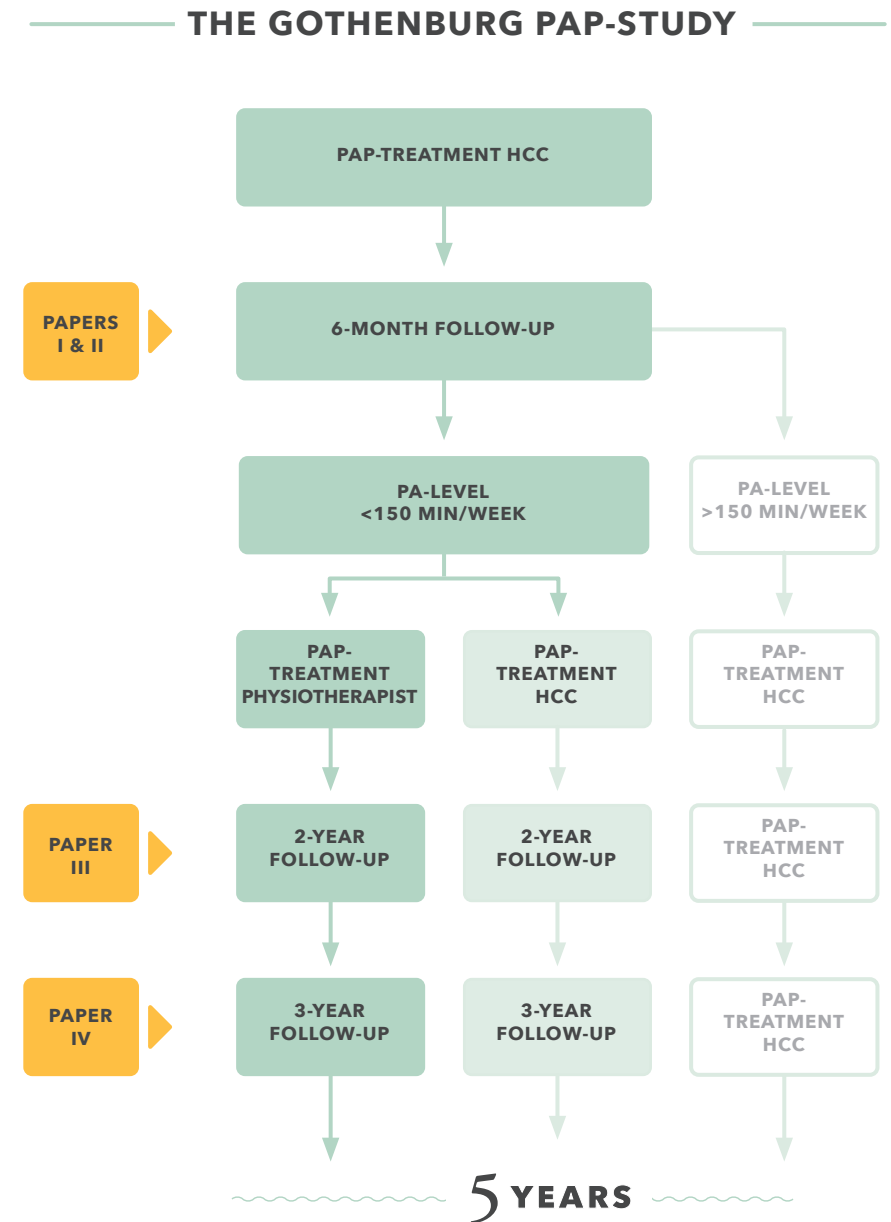 THE GOTHENBURG PAP-STUDY
PAP-TREATMENT HCC
PAPERS
I & II
6-MONTH FOLLOW-UP
PA-LEVEL
<150 MIN/WEEK
PA-LEVEL
>150 MIN/WEEK
PAP-
TREATMENT
PHYSIOTHERAPIST
PAP-
TREATMENT
HCC
PAP-
TREATMENT
HCC
PAPER
III
2-YEAR
FOLLOW-UP
2-YEAR
FOLLOW-UP
PAP-
TREATMENT
HCC
PAPER
IV
3-YEAR
FOLLOW-UP
3-YEAR
FOLLOW-UP
PAP-
TREATMENT
HCC
5 YEARS